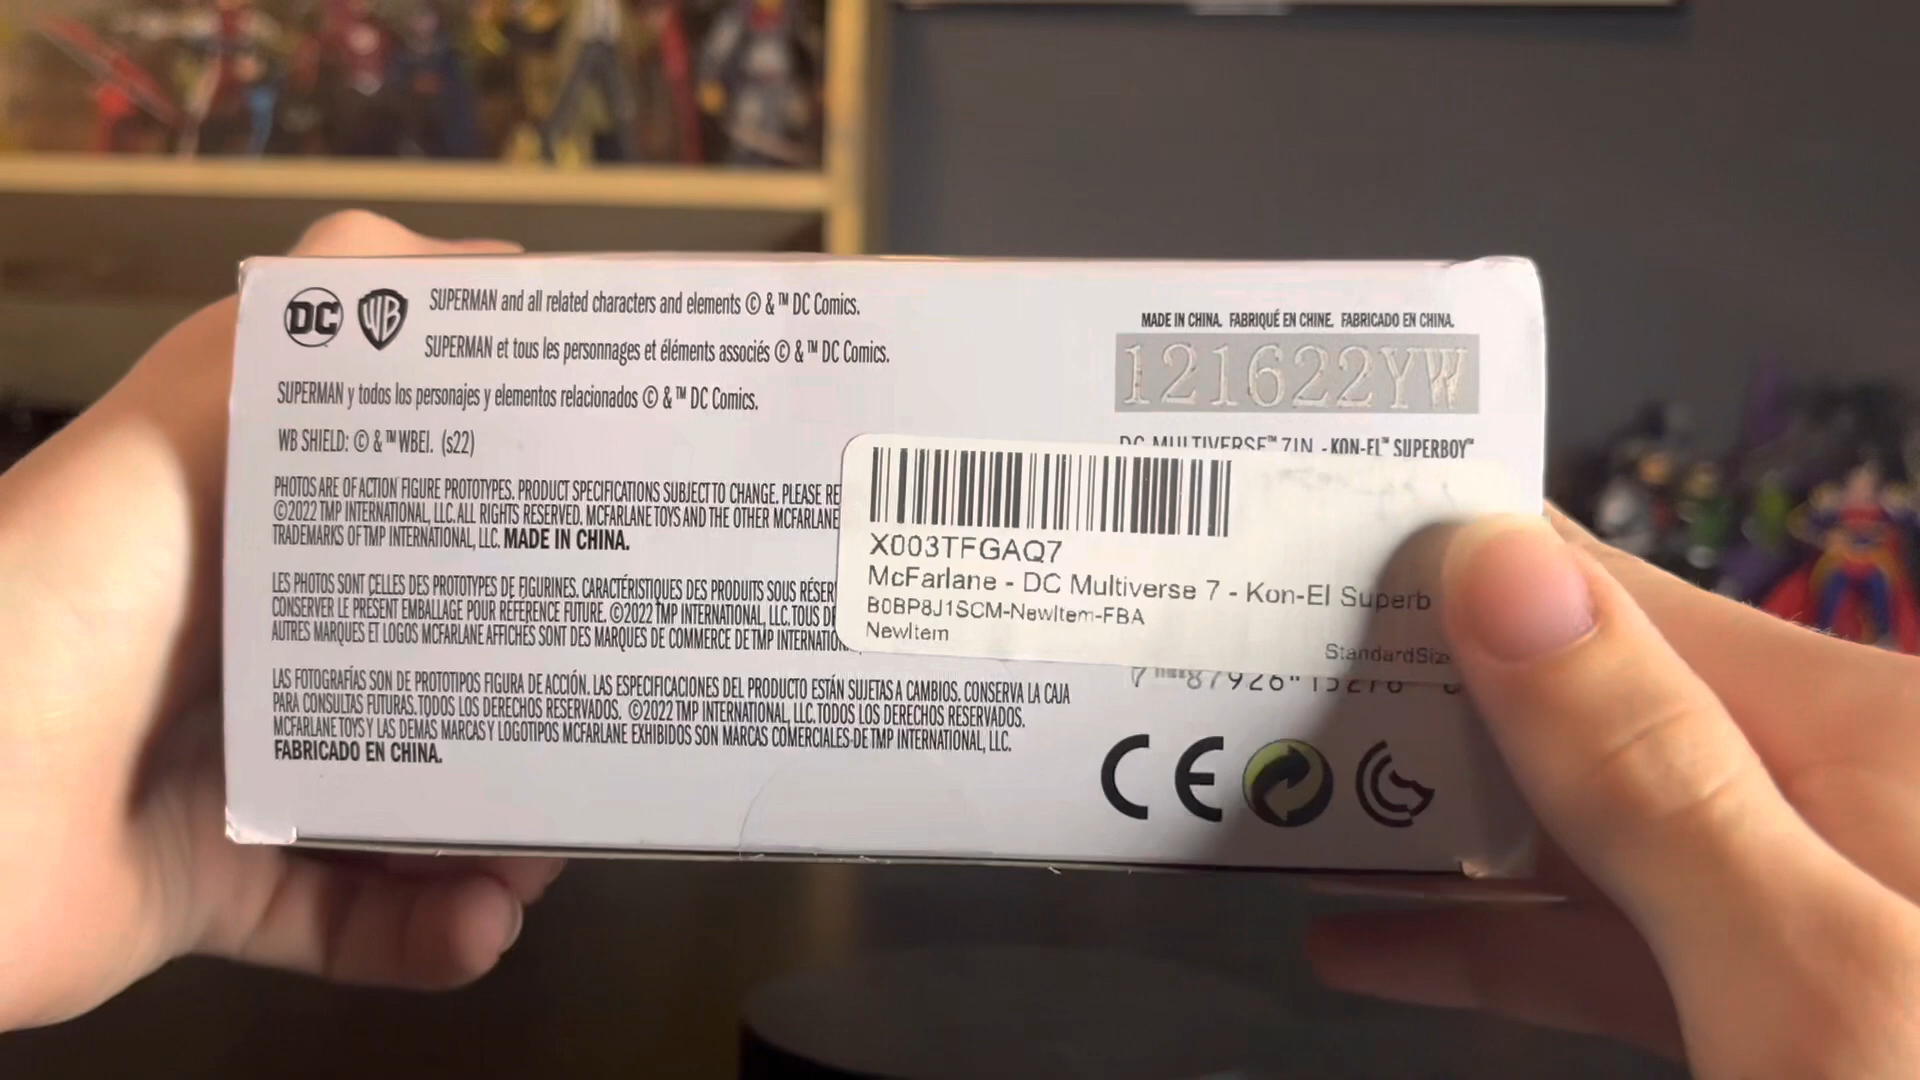 DC WB SUPERMAN and all related characters and elements © & ™ DC Comics.
SUPERMAN et tous les personnages et éléments associés © & ™ DC Comics.
SUPERMAN y todos los personajes y elementos relacionados © & ™ DC Comics.
WB SHIELD: © & ™ WBEI. (s22)
PHOTOS ARE OF ACTION FIGURE PROTOTYPES. PRODUCT SPECIFICATIONS SUBJECT TO CHANGE. PLEASE RE
©2022 TMP INTERNATIONAL, LLC. ALL RIGHTS RESERVED. MCFARLANE TOYS AND THE OTHER MCFARLANE
TRADEMARKS OF TMP INTERNATIONAL, LLC. MADE IN CHINA.
LES PHOTOS SONT CELLES DES PROTOTYPES DE FIGURINES. CARACTÉRISTIQUES DES PRODUITS SOUS RÉSER
CONSERVER LE PRÉSENT EMBALLAGE POUR RÉFÉRENCE FUTURE. ©2022 TMP INTERNATIONAL, LLC. TOUS D
AUTRES MARQUES ET LOGOS MCFARLANE AFFICHÉS SONT DES MARQUES DE COMMERCE DE TMP INTERNATION
LAS FOTOGRAFÍAS SON DE PROTOTIPOS FIGURA DE ACCIÓN. LAS ESPECIFICACIONES DEL PRODUCTO ESTÁN SUJETAS A CAMBIOS. CONSERVA LA CAJA
PARA CONSULTAS FUTURAS. TODOS LOS DERECHOS RESERVADOS. ©2022 TMP INTERNATIONAL, LLC. TODOS LOS DERECHOS RESERVADOS.
MCFARLANE TOYS Y LAS DEMÁS MARCAS Y LOGOTIPOS MCFARLANE EXHIBIDOS SON MARCAS COMERCIALES DE TMP INTERNATIONAL, LLC.
FABRICADO EN CHINA.
MADE IN CHINA. FABRIQUÉ EN CHINE. FABRICADO EN CHINA.
121622YW
DC MULTIVERSE™ 7IN - KON-EL™ SUPERBOY™
X003TFGAQ7
McFarlane - DC Multiverse 7 - Kon-El Superb
B0BP8J1SCM-NewItem-FBA
NewItem
StandardSiz
CE